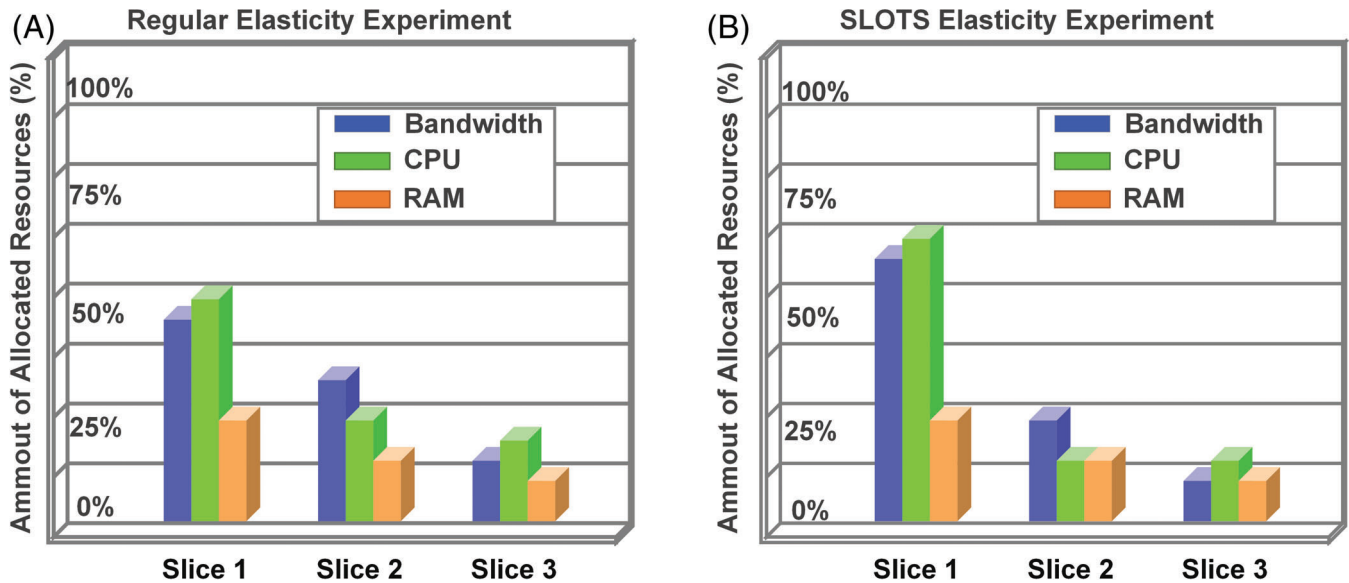 (A)
Regular Elasticity Experiment
Ammout of Allocated Resources (%)
100%
75%
50%
25%
0%
Bandwidth
CPU
RAM
Slice 1
Slice 2
Slice 3
(B)
SLOTS Elasticity Experiment
Ammout of Allocated Resources (%)
100%
75%
50%
25%
0%
Bandwidth
CPU
RAM
Slice 1
Slice 2
Slice 3